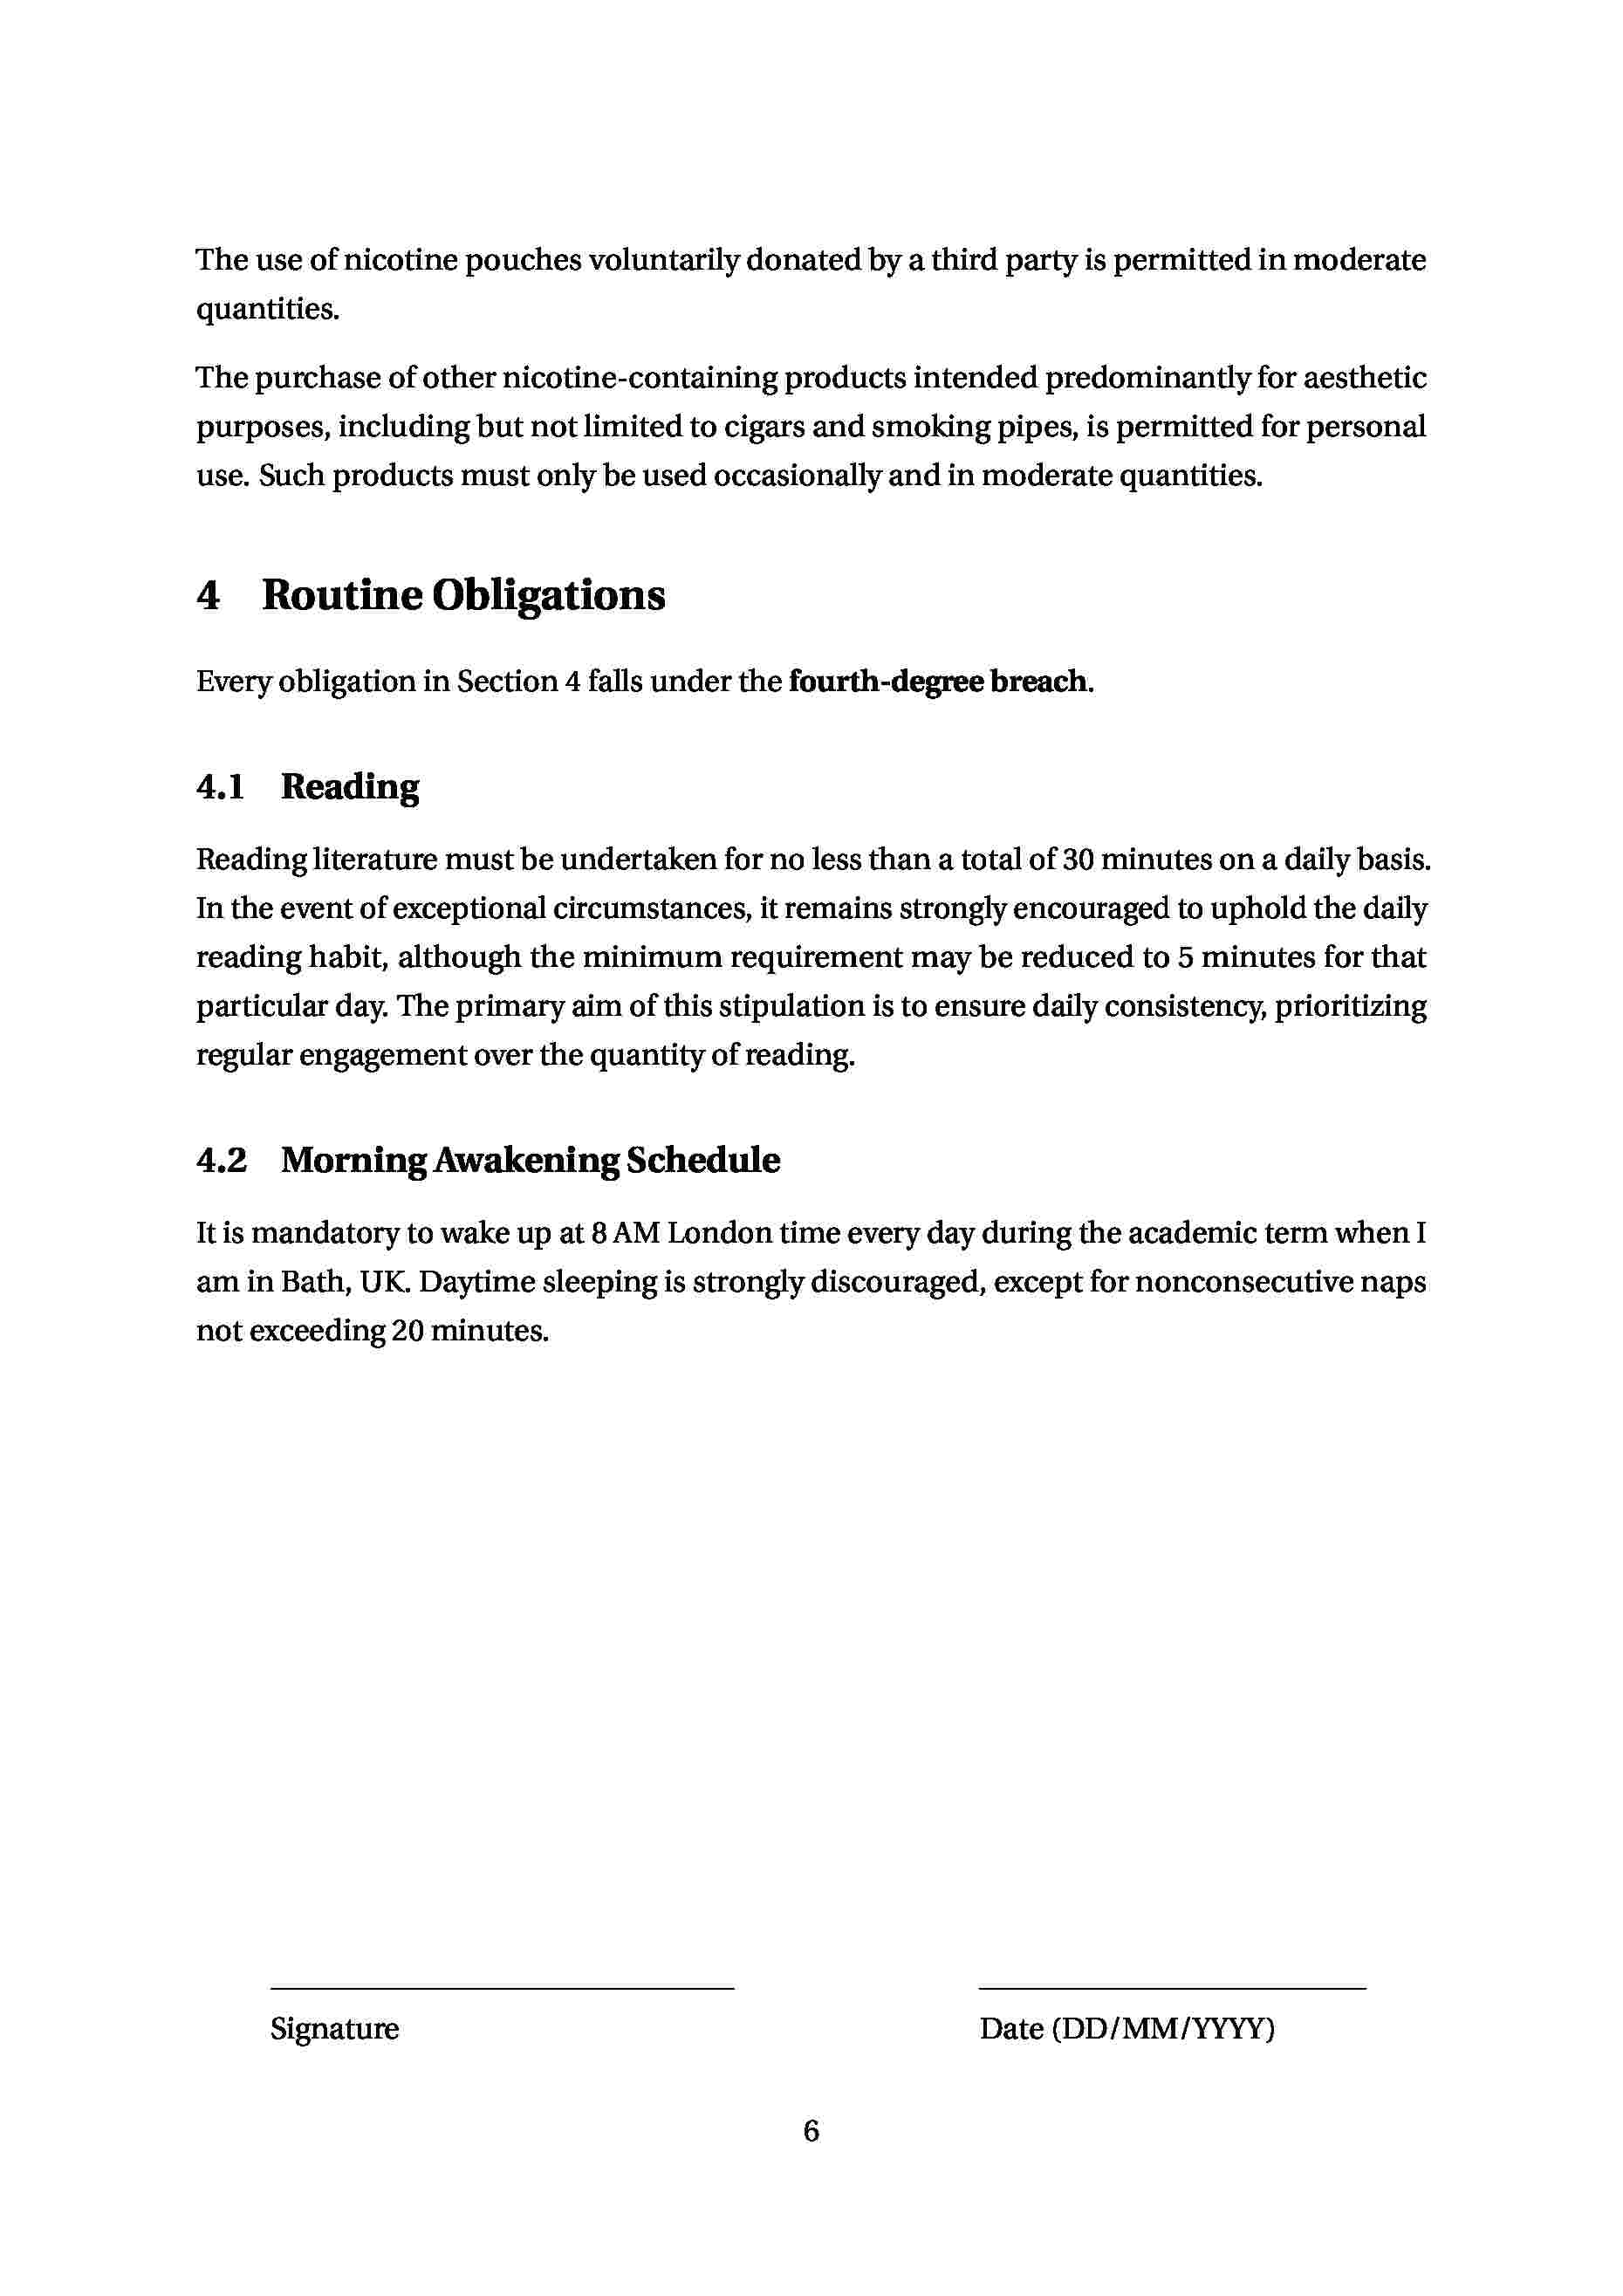 The use of nicotine pouches voluntarily donated by a third party is permitted in moderate
quantities.
The purchase of other nicotine-containing products intended predominantly for aesthetic
purposes, including but not limited to cigars and smoking pipes, is permitted for personal
use. Such products must only be used occasionally and in moderate quantities.
4 Routine Obligations
Every obligation in Section 4 falls under the fourth-degree breach.
4.1 Reading
Reading literature must be undertaken for no less than a total of 30 minutes on a daily basis.
In the event of exceptional circumstances, it remains strongly encouraged to uphold the daily
reading habit, although the minimum requirement may be reduced to 5 minutes for that
particular day. The primary aim of this stipulation is to ensure daily consistency, prioritizing
regular engagement over the quantity of reading.
4.2 Morning Awakening Schedule
It is mandatory to wake up at 8 AM London time every day during the academic term when I
am in Bath, UK. Daytime sleeping is strongly discouraged, except for nonconsecutive naps
not exceeding 20 minutes.
Signature Date (DD/MM/YYYY)
6